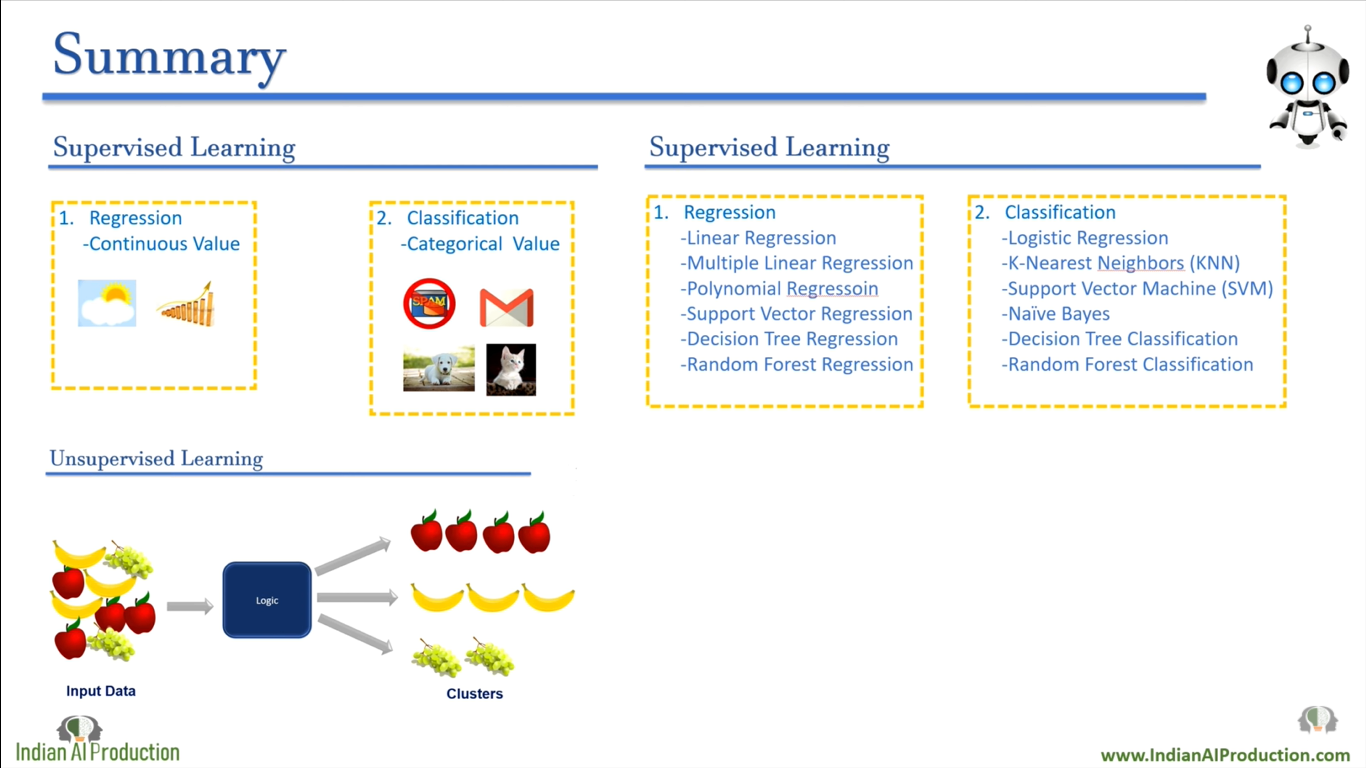 Summary
Supervised Learning
1. Regression
-Continuous Value
2. Classification
-Categorical Value
SPAM
Supervised Learning
1. Regression
-Linear Regression
-Multiple Linear Regression
-Polynomial Regressoin
-Support Vector Regression
-Decision Tree Regression
-Random Forest Regression
2. Classification
-Logistic Regression
-K-Nearest Neighbors (KNN)
-Support Vector Machine (SVM)
-Naïve Bayes
-Decision Tree Classification
-Random Forest Classification
Unsupervised Learning
Logic
Input Data
Clusters
Indian AI Production
www.IndianAIProduction.com